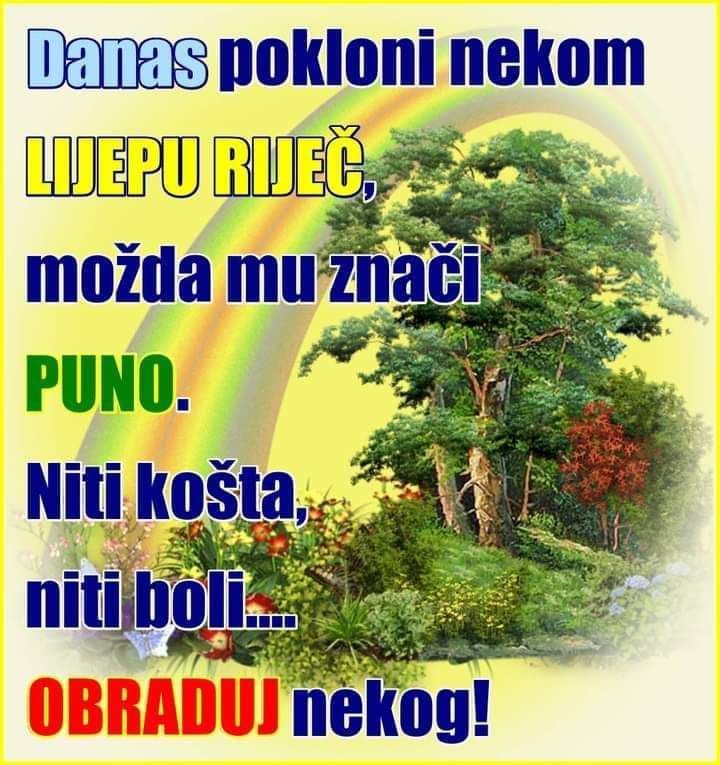 Danas pokloni nekom
LIJEPU RIJEČ,
možda mu znači
PUNO.
Niti košta,
niti boli....
OBRADUJ nekog!